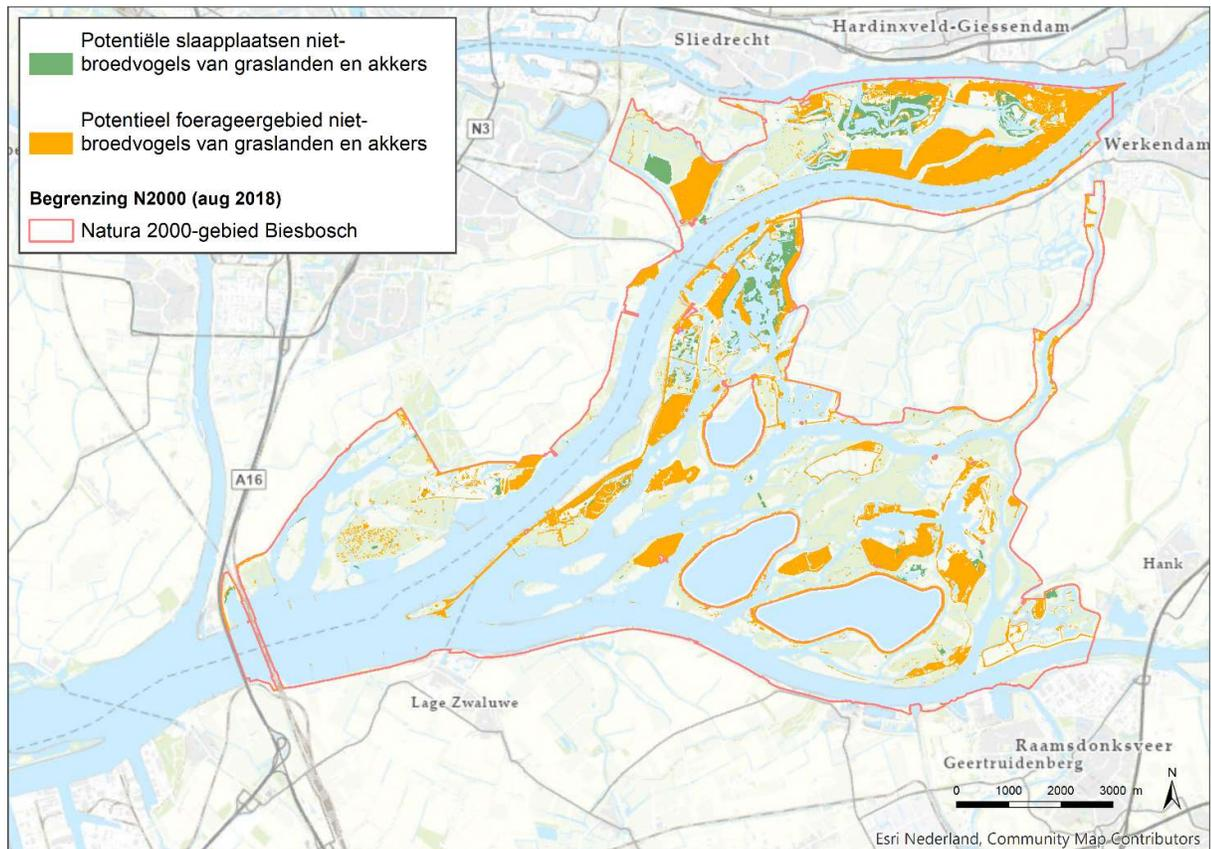 Potentiële slaapplaatsen niet-
broedvogels van graslanden en akkers
Potentieel foerageergebied niet-
broedvogels van graslanden en akkers
Begrenzing N2000 (aug 2018)
Natura 2000-gebied Biesbosch
Hardinxveld-Giessendam
Sliedrecht
N3
Werkendam
A16
Hank
Lage Zwaluwe
Raamsdonksveer
Geertruidenberg
N
0 1000 2000 3000 m
Esri Nederland, Community Map Contributors